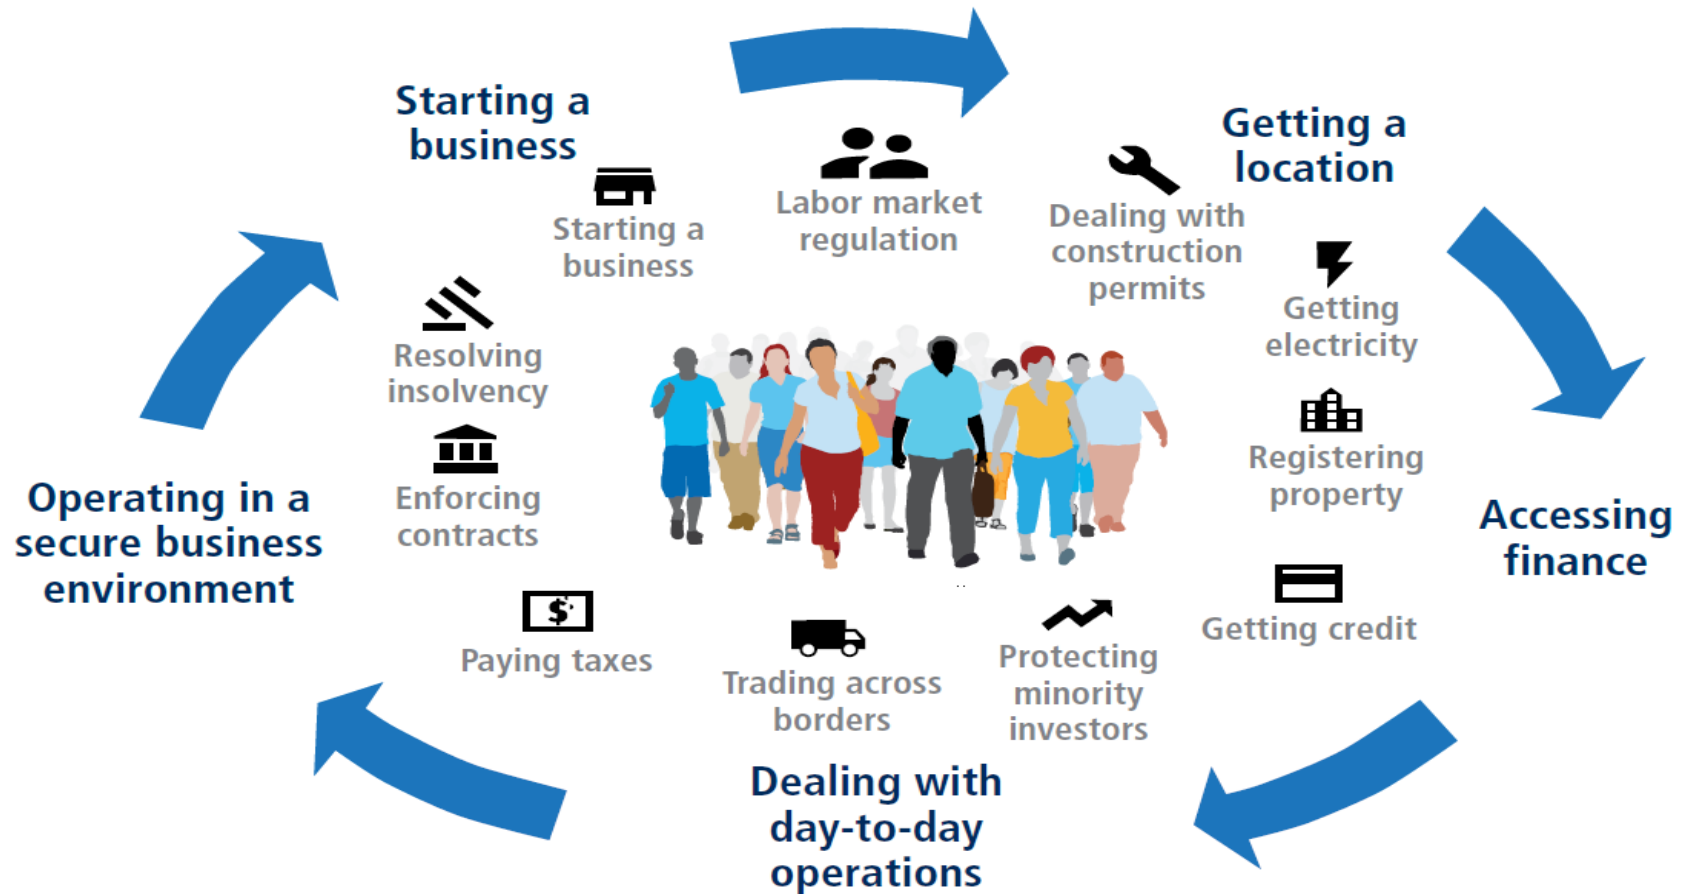 Starting a
business
Getting a
location
Starting a
business
Labor market
regulation
Dealing with
construction
permits
Getting
electricity
Resolving
insolvency
Registering
property
Enforcing
contracts
Operating in a
secure business
environment
Accessing
finance
Paying taxes
$
Trading across
borders
Protecting
minority
investors
Getting credit
Dealing with
day-to-day
operations